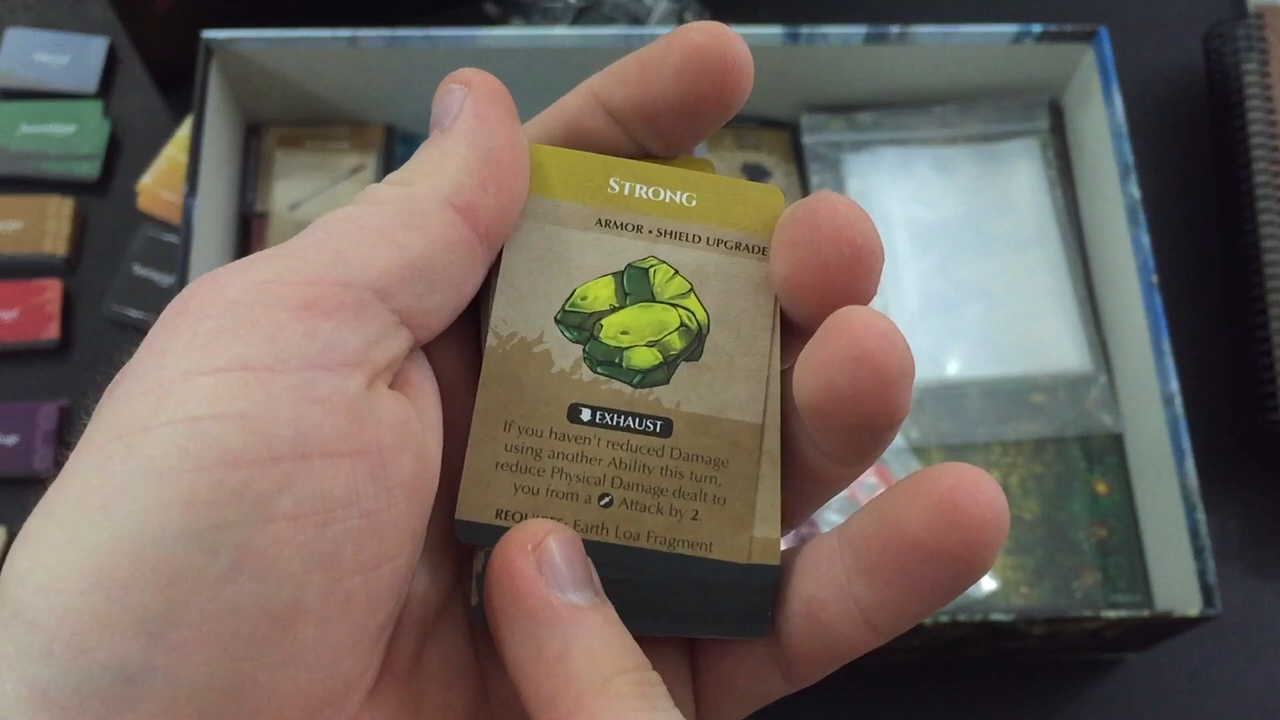 STRONG
ARMOR • SHIELD UPGRADE
EXHAUST
If you haven't reduced Damage
using another Ability this turn,
reduce Physical Damage dealt to
you from a Attack by 2.
Earth Loa Fragment